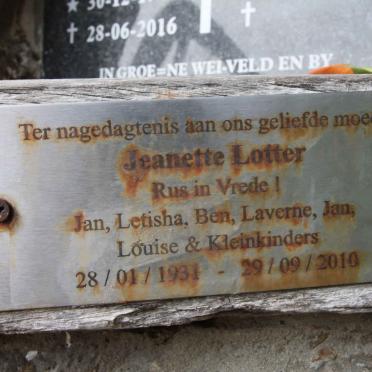 28-06-2016
IN GROE=NE WEI-VELD EN BY
Ter nagedagtenis aan ons geliefde moe
Jeanette Lotter
Rus in Vrede !
Jan, Letisha, Ben, Laverne, Jan,
Louise & Kleinkinders
28 / 01 / 1931 - 29 / 09 / 2010